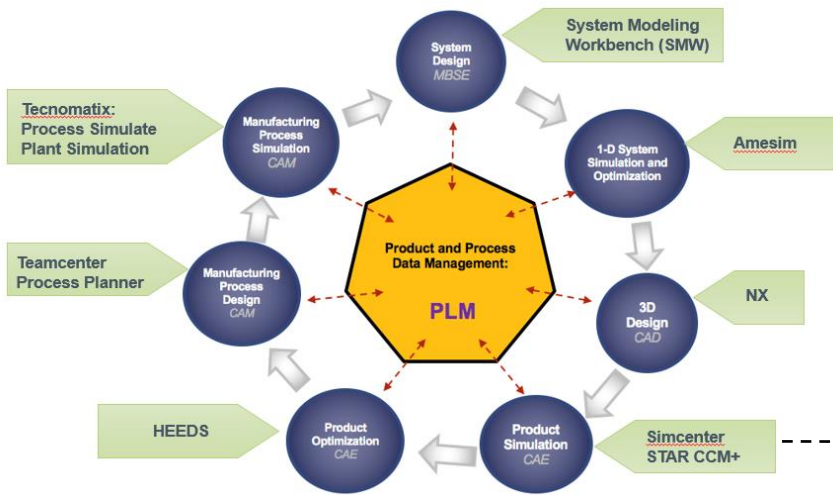 System
Design
MBSE
System Modeling
Workbench (SMW)
1-D System
Simulation and
Optimization
Amesim
3D
Design
CAD
NX
Product
Simulation
CAE
Simcenter
STAR CCM+
Product
Optimization
CAE
HEEDS
Manufacturing
Process
Design
CAM
Teamcenter
Process Planner
Manufacturing
Process
Simulation
CAM
Tecnomatix:
Process Simulate
Plant Simulation
Product and Process
Data Management:
PLM